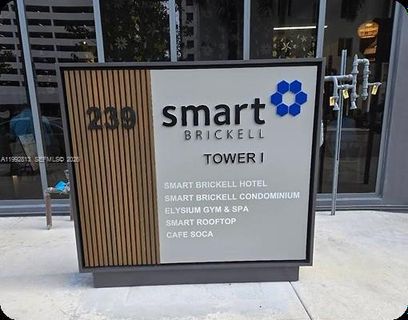 239
smart
BRICKELL
TOWER I
SMART BRICKELL HOTEL
SMART BRICKELL CONDOMINIUM
ELYSIUM GYM & SPA
SMART ROOFTOP
CAFE SOCA